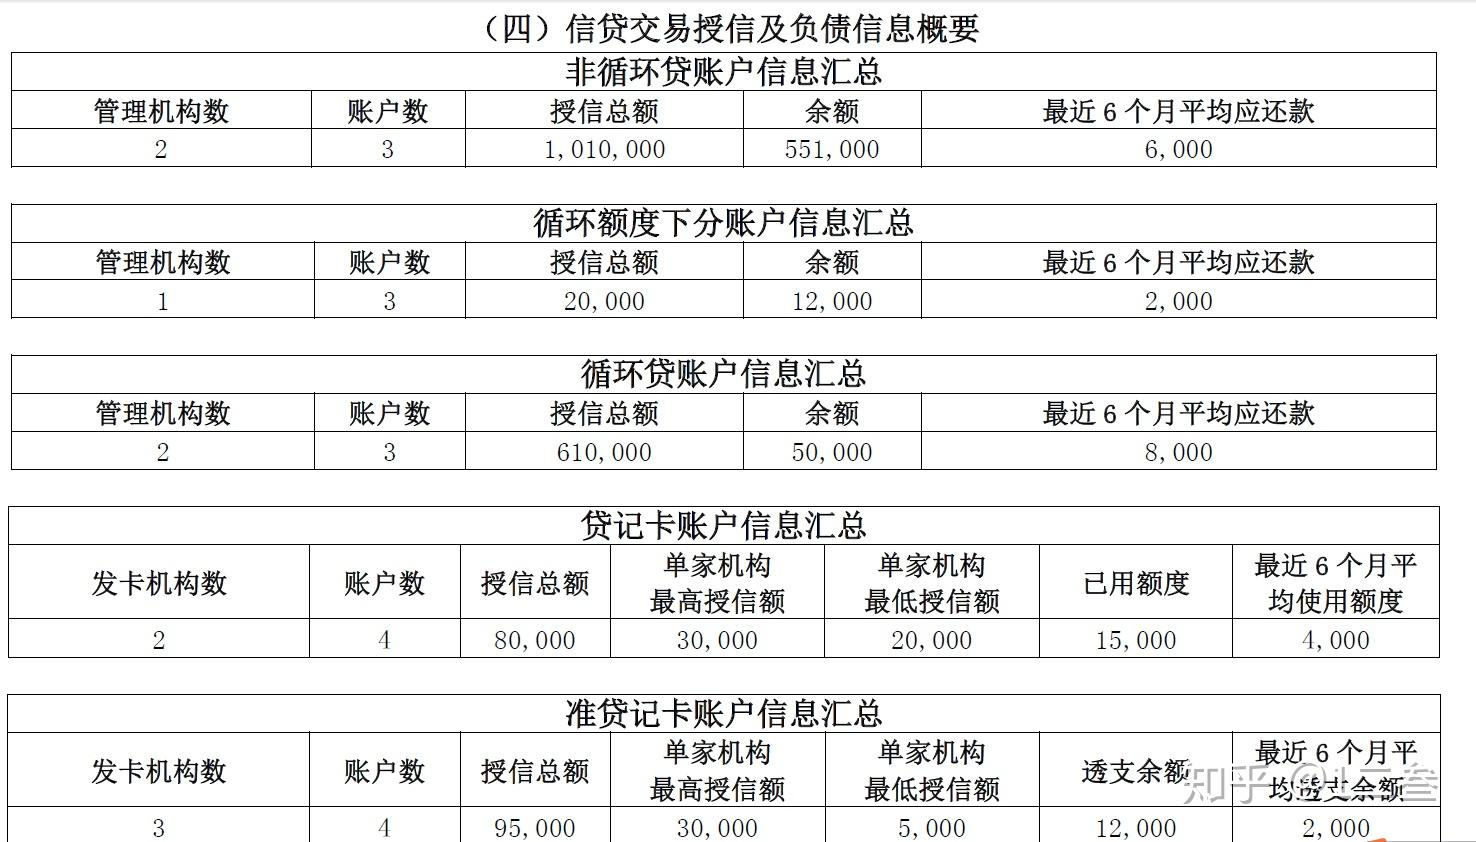 （四）信贷交易授信及负债信息概要
非循环贷账户信息汇总
管理机构数 账户数 授信总额 余额 最近 6 个月平均应还款
2 3 1,010,000 551,000 6,000
循环额度下分账户信息汇总
管理机构数 账户数 授信总额 余额 最近 6 个月平均应还款
1 3 20,000 12,000 2,000
循环贷账户信息汇总
管理机构数 账户数 授信总额 余额 最近 6 个月平均应还款
2 3 610,000 50,000 8,000
贷记卡账户信息汇总
发卡机构数 账户数 授信总额 单家机构 最高授信额 单家机构 最低授信额 已用额度 最近 6 个月平 均使用额度
2 4 80,000 30,000 20,000 15,000 4,000
准贷记卡账户信息汇总
发卡机构数 账户数 授信总额 单家机构 最高授信额 单家机构 最低授信额 透支余额 最近 6 个月平 均透支余额
3 4 95,000 30,000 5,000 12,000 2,000
知乎 @1二叁